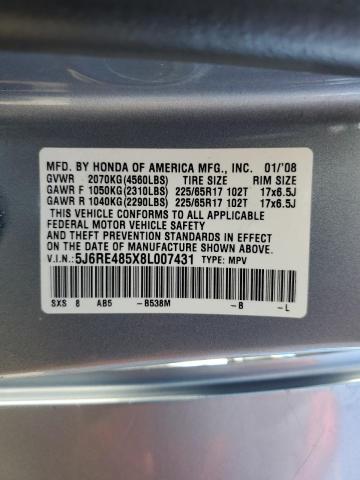 MFD. BY HONDA OF AMERICA MFG., INC. 01/'08
GVWR 2070KG(4560LBS) TIRE SIZE RIM SIZE
GAWR F 1050KG(2310LBS) 225/65R17 102T 17x6.5J
GAWR R 1040KG(2290LBS) 225/65R17 102T 17x6.5J
THIS VEHICLE CONFORMS TO ALL APPLICABLE
FEDERAL MOTOR VEHICLE SAFETY
AND THEFT PREVENTION STANDARDS IN EFFECT
ON THE DATE OF MANUFACTURE SHOWN ABOVE.
V.I.N.: 5J6RE485X8L007431 TYPE: MPV
SXS 8 AB5 -B538M -B -L